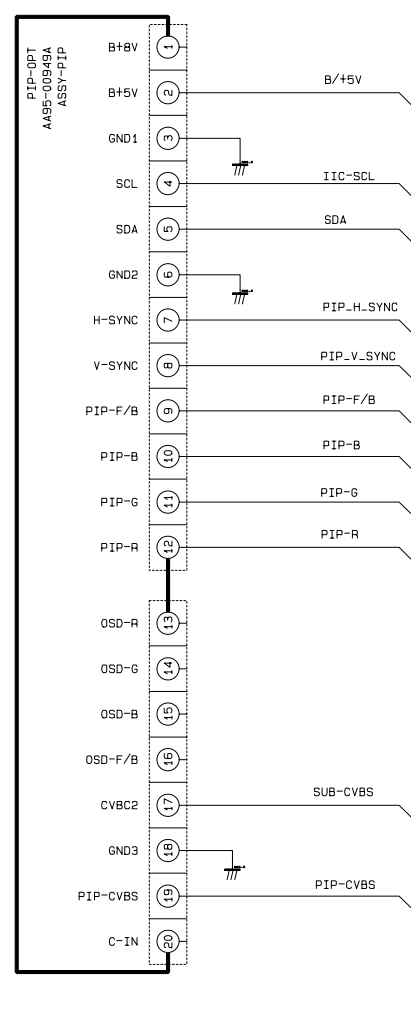 PIP-OPT
AA95-00949A
ASSY-PIP
B+8V 1
B+5V 2 B/+5V
GND1 3
SCL 4 IIC-SCL
SDA 5 SDA
GND2 6
H-SYNC 7 PIP_H_SYNC
V-SYNC 8 PIP_V_SYNC
PIP-F/B 9 PIP-F/B
PIP-B 10 PIP-B
PIP-G 11 PIP-G
PIP-R 12 PIP-R
OSD-R 13
OSD-G 14
OSD-B 15
OSD-F/B 16
CVBC2 17 SUB-CVBS
GND3 18
PIP-CVBS 19 PIP-CVBS
C-IN 20